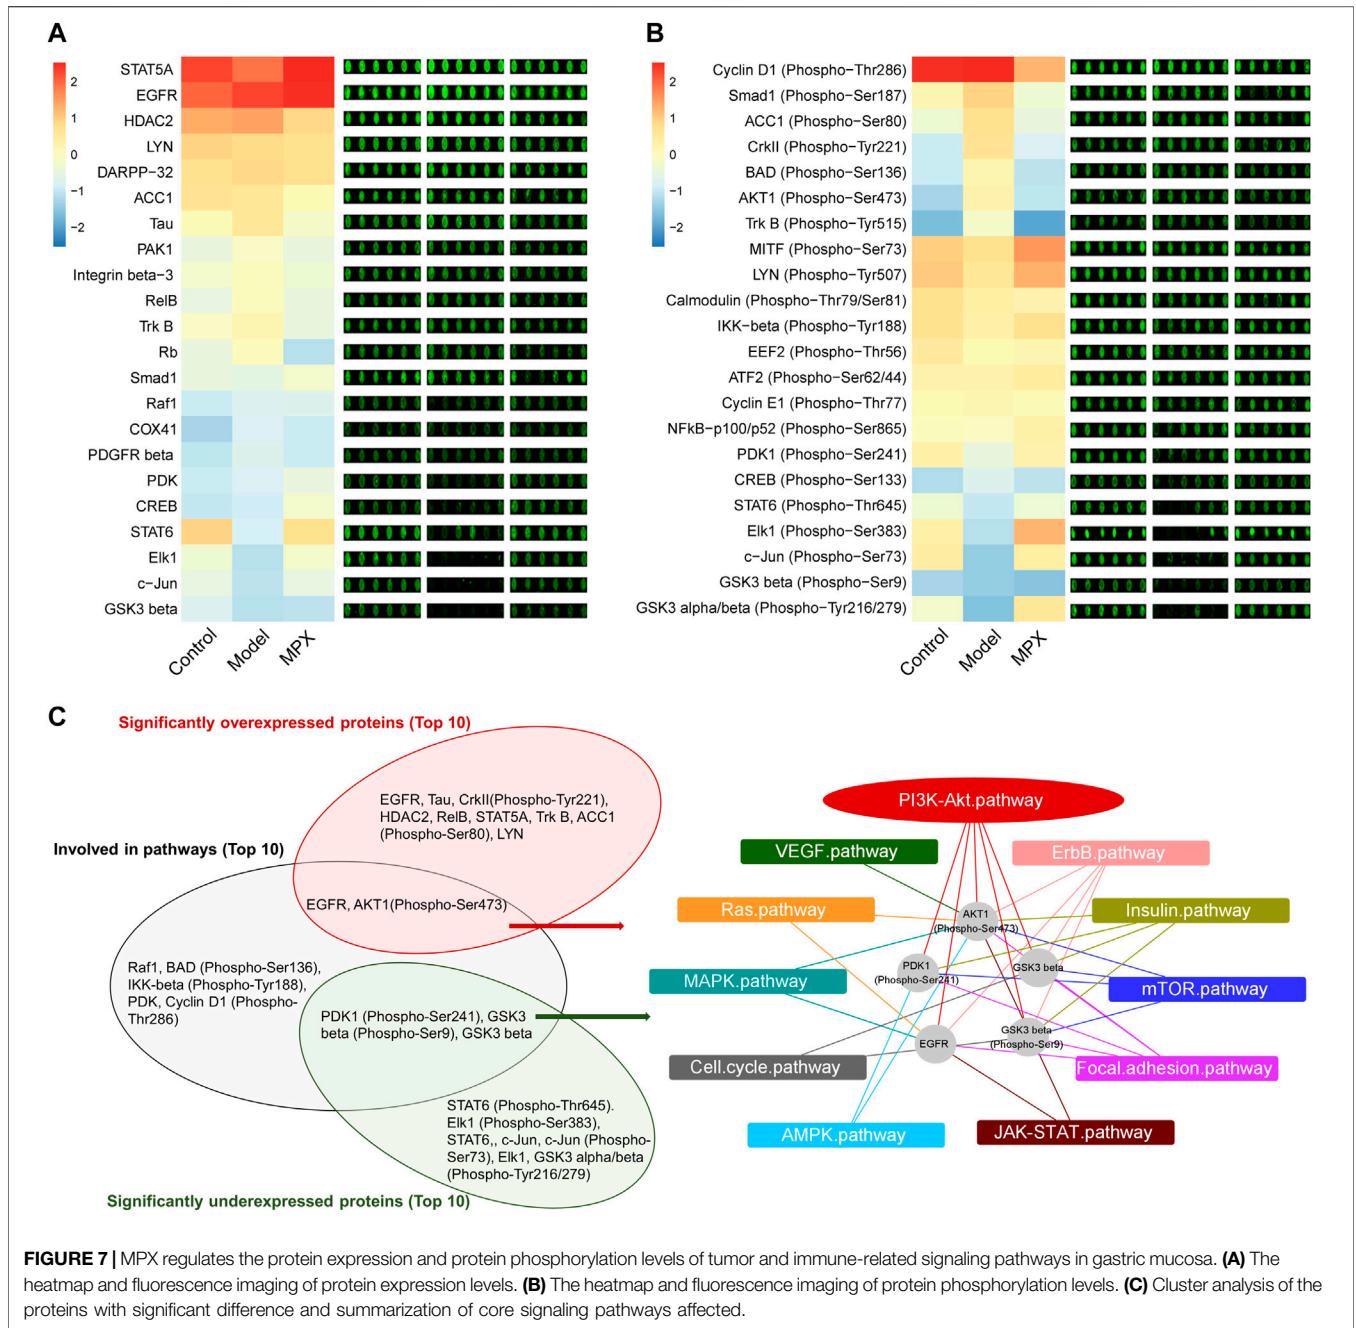 A
2
1
0
−1
−2
STAT5A
EGFR
HDAC2
LYN
DARPP−32
ACC1
Tau
PAK1
Integrin beta−3
RelB
Trk B
Rb
Smad1
Raf1
COX41
PDGFR beta
PDK
CREB
STAT6
Elk1
c−Jun
GSK3 beta
Control
Model
MPX
B
2
1
0
−1
−2
Cyclin D1 (Phospho−Thr286)
Smad1 (Phospho−Ser187)
ACC1 (Phospho−Ser80)
CrkII (Phospho−Tyr221)
BAD (Phospho−Ser136)
AKT1 (Phospho−Ser473)
Trk B (Phospho−Tyr515)
MITF (Phospho−Ser73)
LYN (Phospho−Tyr507)
Calmodulin (Phospho−Thr79/Ser81)
IKK−beta (Phospho−Tyr188)
EEF2 (Phospho−Thr56)
ATF2 (Phospho−Ser62/44)
Cyclin E1 (Phospho−Thr77)
NFkB−p100/p52 (Phospho−Ser865)
PDK1 (Phospho−Ser241)
CREB (Phospho−Ser133)
STAT6 (Phospho−Thr645)
Elk1 (Phospho−Ser383)
c−Jun (Phospho−Ser73)
GSK3 beta (Phospho−Ser9)
GSK3 alpha/beta (Phospho−Tyr216/279)
Control
Model
MPX
C
Significantly overexpressed proteins (Top 10)
EGFR, Tau, CrkII(Phospho-Tyr221),
HDAC2, RelB, STAT5A, Trk B, ACC1
(Phospho-Ser80), LYN
Involved in pathways (Top 10)
EGFR, AKT1(Phospho-Ser473)
Raf1, BAD (Phospho-Ser136),
IKK-beta (Phospho-Tyr188),
PDK, Cyclin D1 (Phospho-
Thr286)
PDK1 (Phospho-Ser241), GSK3
beta (Phospho-Ser9), GSK3 beta
STAT6 (Phospho-Thr645).
Elk1 (Phospho-Ser383),
STAT6,, c-Jun, c-Jun (Phospho-
Ser73), Elk1, GSK3 alpha/beta
(Phospho-Tyr216/279)
Significantly underexpressed proteins (Top 10)
PI3K-Akt.pathway
VEGF.pathway
ErbB.pathway
Ras.pathway
Insulin.pathway
MAPK.pathway
mTOR.pathway
Cell.cycle.pathway
Focal.adhesion.pathway
AMPK.pathway
JAK-STAT.pathway
AKT1
(Phospho-Ser473)
PDK1
(Phospho-Ser241)
GSK3 beta
EGFR
GSK3 beta
(Phospho-Ser9)
FIGURE 7 | MPX regulates the protein expression and protein phosphorylation levels of tumor and immune-related signaling pathways in gastric mucosa. (A) The
heatmap and fluorescence imaging of protein expression levels. (B) The heatmap and fluorescence imaging of protein phosphorylation levels. (C) Cluster analysis of the
proteins with significant difference and summarization of core signaling pathways affected.